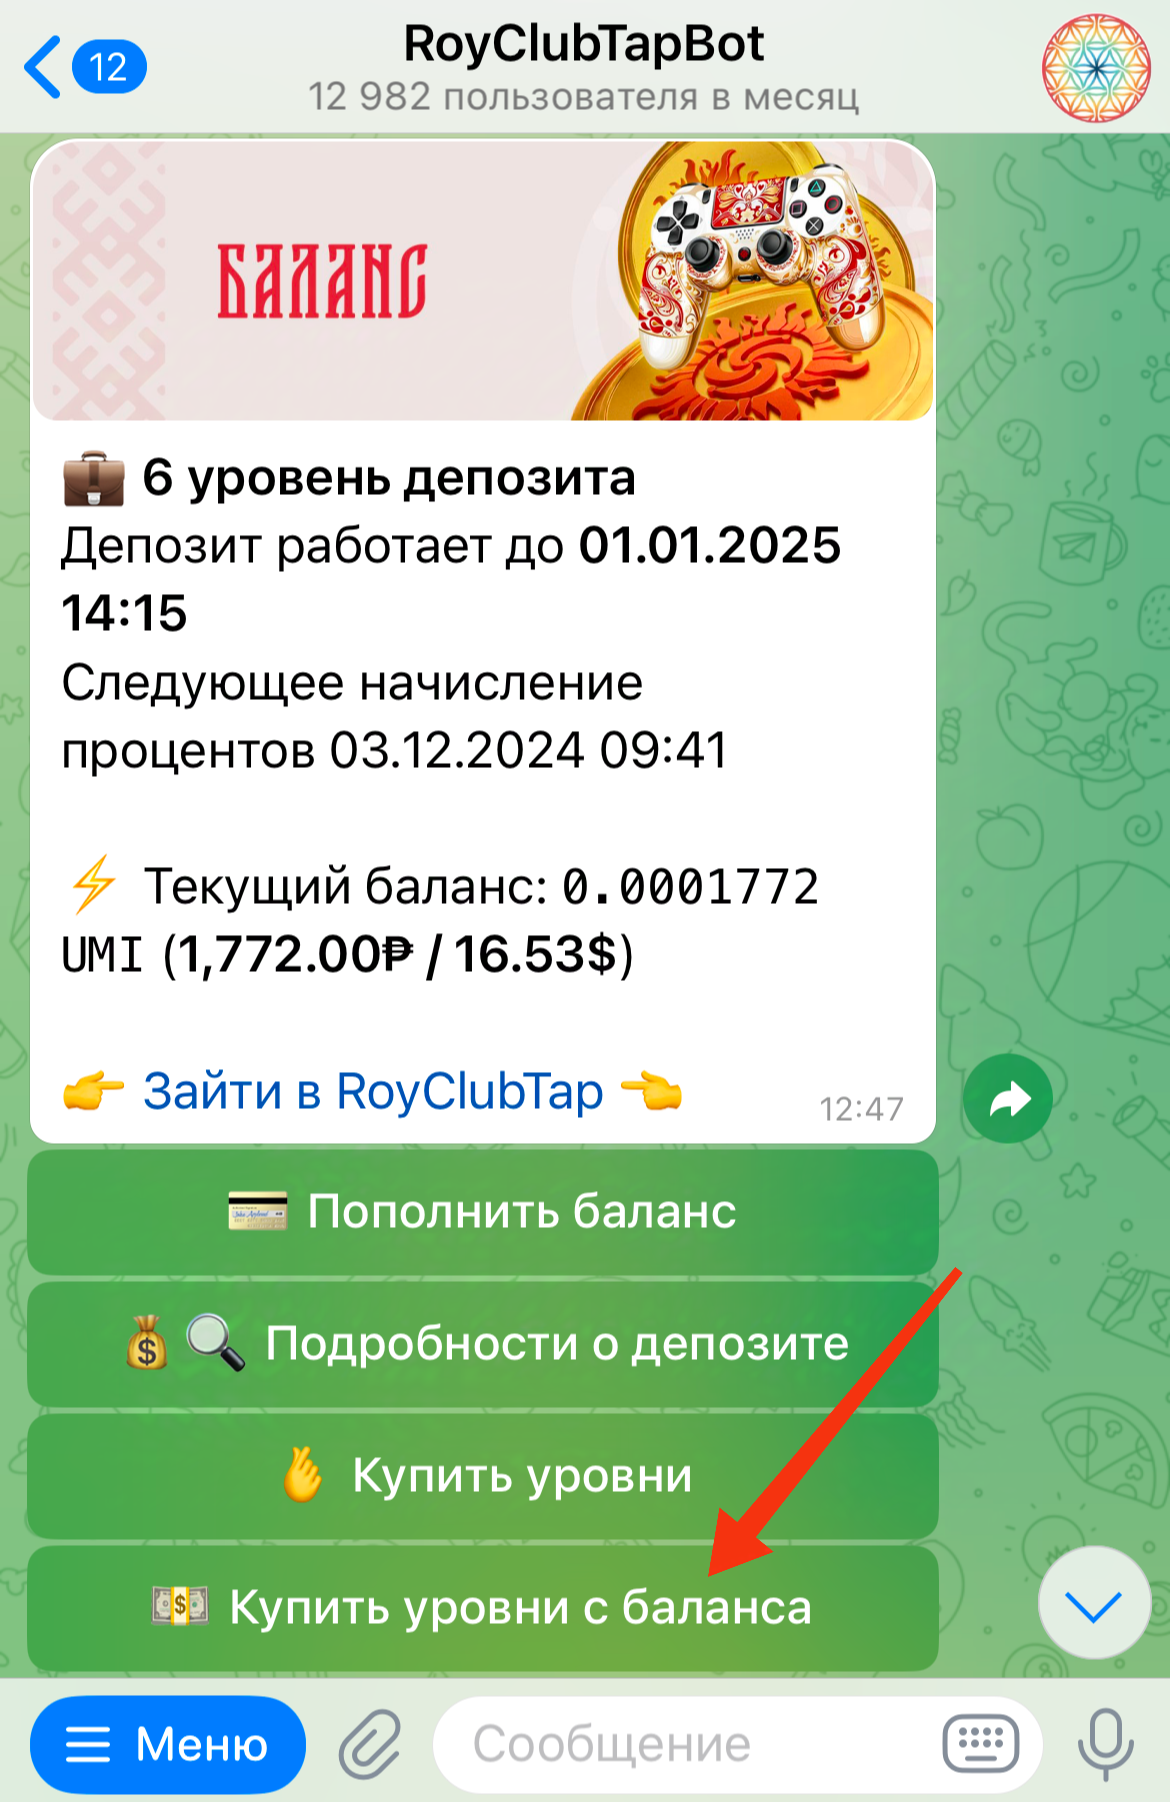 12
RoyClubTapBot
12 982 пользователя в месяц
БАЛАНС
6 уровень депозита
Депозит работает до 01.01.2025
14:15
Следующее начисление
процентов 03.12.2024 09:41
Текущий баланс: 0.0001772
UMI (1,772.00₱ / 16.53$)
Зайти в RoyClubTap
12:47
Пополнить баланс
Подробности о депозите
Купить уровни
Купить уровни с баланса
Меню
Сообщение